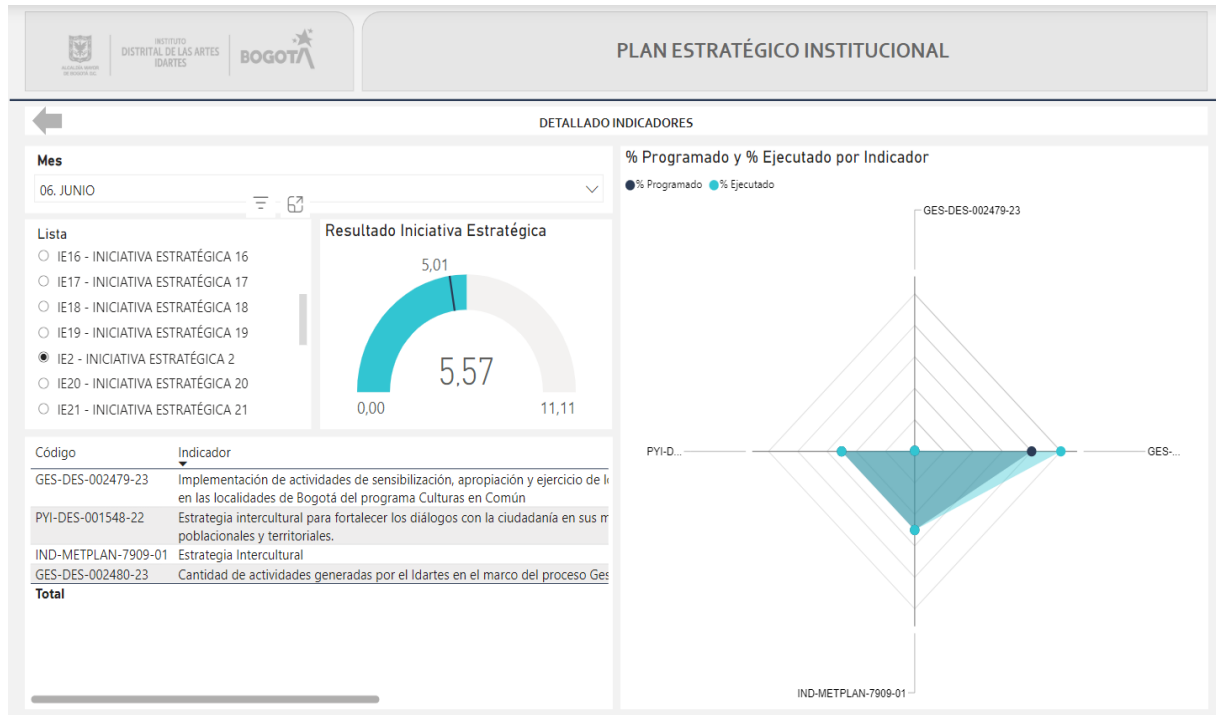 ALCALDÍA MAYOR
DE BOGOTÁ D.C.
INSTITUTO
DISTRITAL DE LAS ARTES
IDARTES
BOGOTÁ
PLAN ESTRATÉGICO INSTITUCIONAL
DETALLADO INDICADORES
Mes
06. JUNIO
Lista
IE16 - INICIATIVA ESTRATÉGICA 16
IE17 - INICIATIVA ESTRATÉGICA 17
IE18 - INICIATIVA ESTRATÉGICA 18
IE19 - INICIATIVA ESTRATÉGICA 19
IE2 - INICIATIVA ESTRATÉGICA 2
IE20 - INICIATIVA ESTRATÉGICA 20
IE21 - INICIATIVA ESTRATÉGICA 21
Resultado Iniciativa Estratégica
5,01
5,57
0,00 11,11
Código Indicador
GES-DES-002479-23 Implementación de actividades de sensibilización, apropiación y ejercicio de
en las localidades de Bogotá del programa Culturas en Común
PYI-DES-001548-22 Estrategia intercultural para fortalecer los diálogos con la ciudadanía en sus
poblacionales y territoriales.
IND-METPLAN-7909-01 Estrategia Intercultural
GES-DES-002480-23 Cantidad de actividades generadas por el Idartes en el marco del proceso Ges
Total
% Programado y % Ejecutado por Indicador
% Programado % Ejecutado
GES-DES-002479-23
PYI-D...
GES-...
IND-METPLAN-7909-01